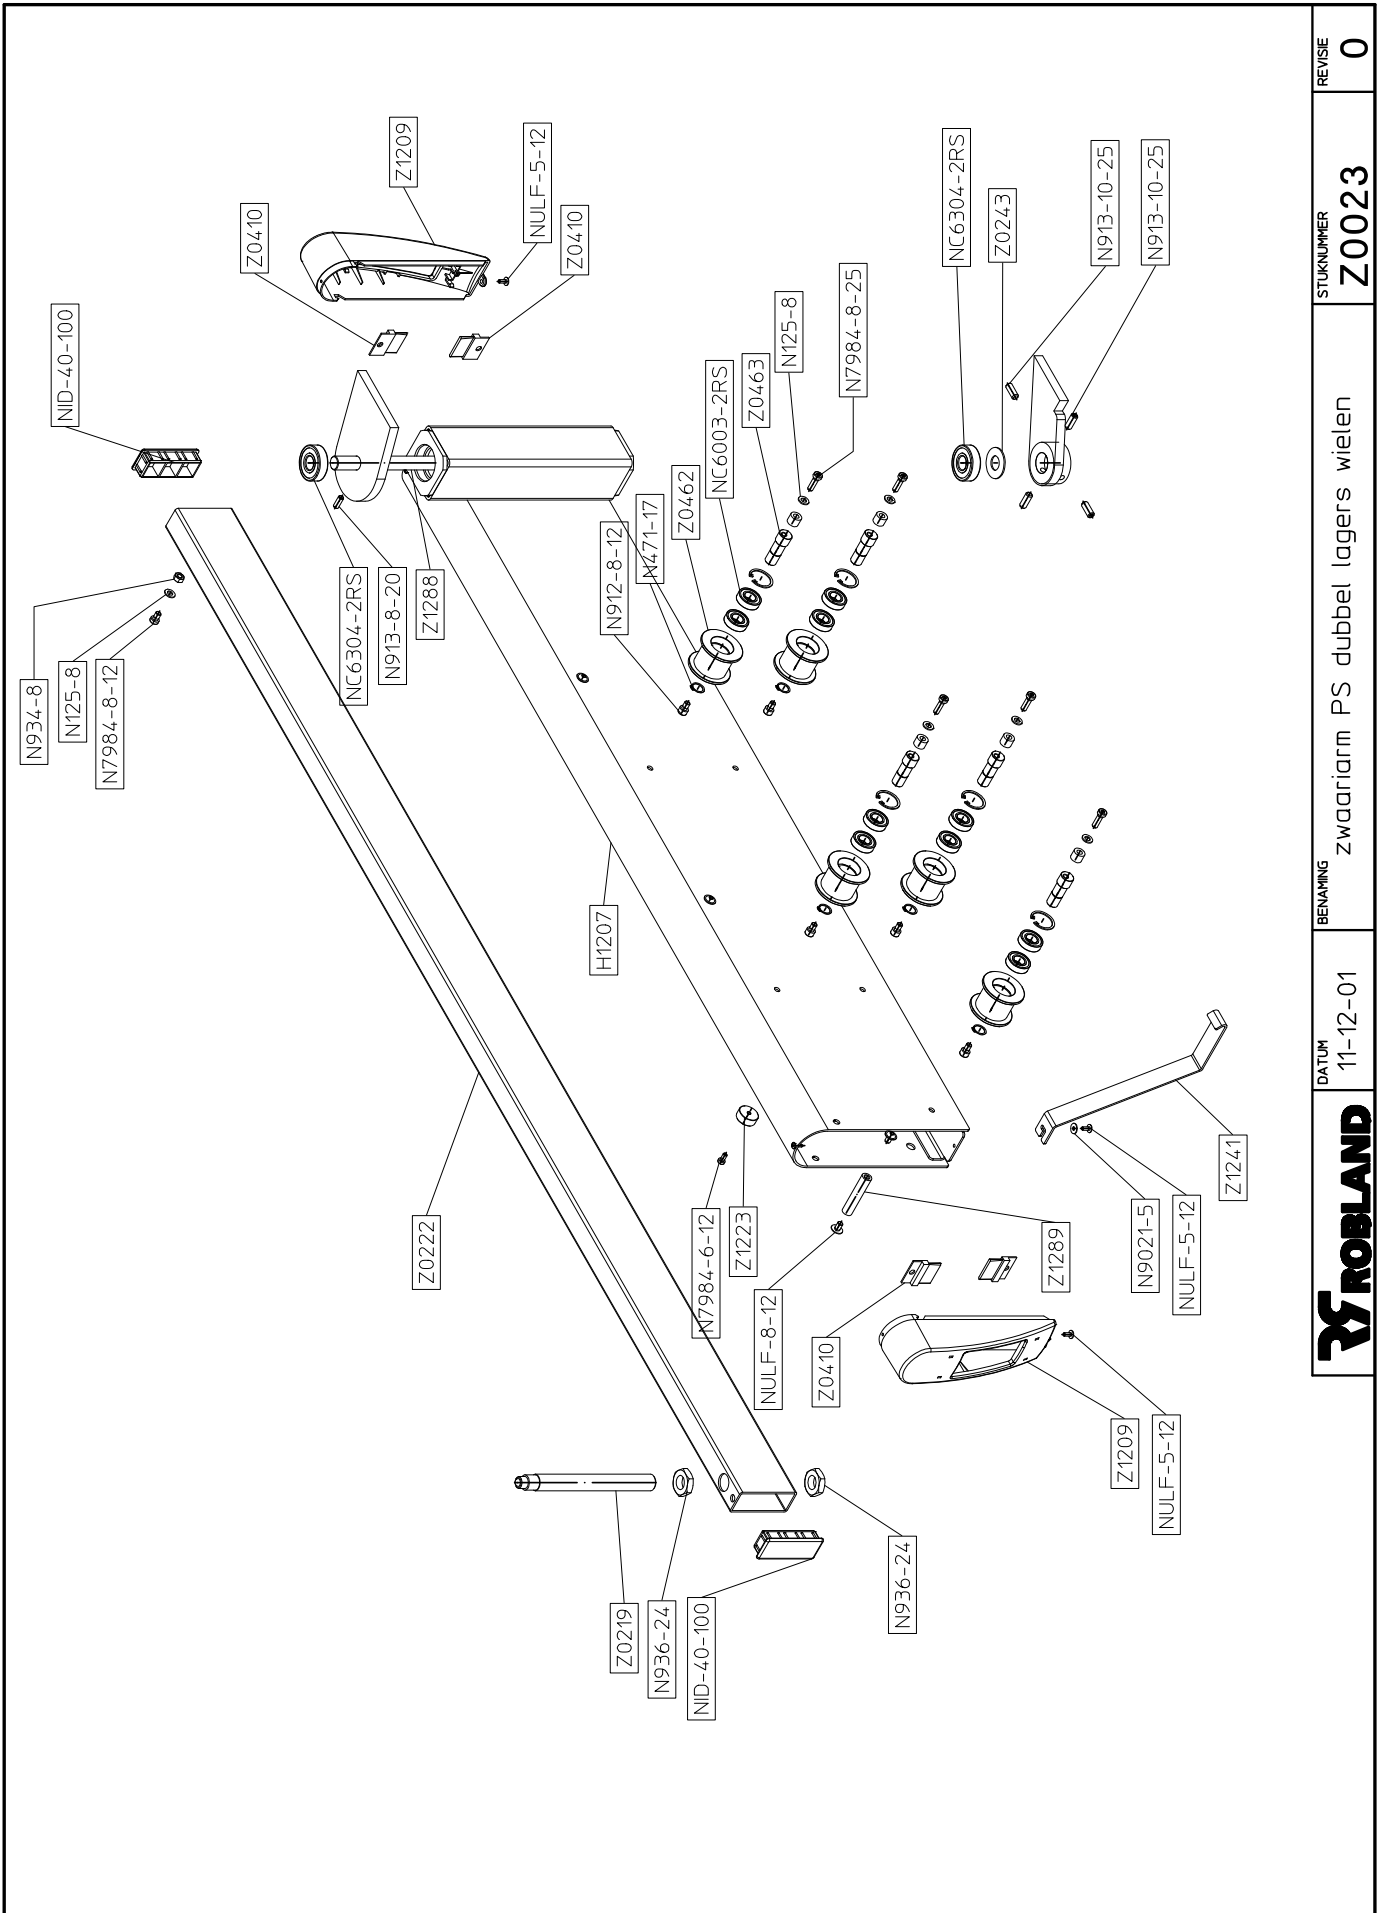 NID-40-100
Z0410
Z1209
NULF-5-12
Z0410
N934-8
N125-8
N7984-8-12
NC6304-2RS
N913-8-20
Z1288
N912-8-12
N471-17
Z0462
NC6003-2RS
Z0463
N125-8
N7984-8-25
NC6304-2RS
Z0243
N913-10-25
N913-10-25
H1207
Z0222
N7984-6-12
Z1223
NULF-8-12
Z0410
Z1289
N9021-5
NULF-5-12
Z1241
Z1209
NULF-5-12
Z0219
N936-24
NID-40-100
N936-24
ROBLAND
DATUM
11-12-01
BENAMING
zwaaiarm PS dubbel lagers wielen
STUKNUMMER
Z0023
REVISIE
0